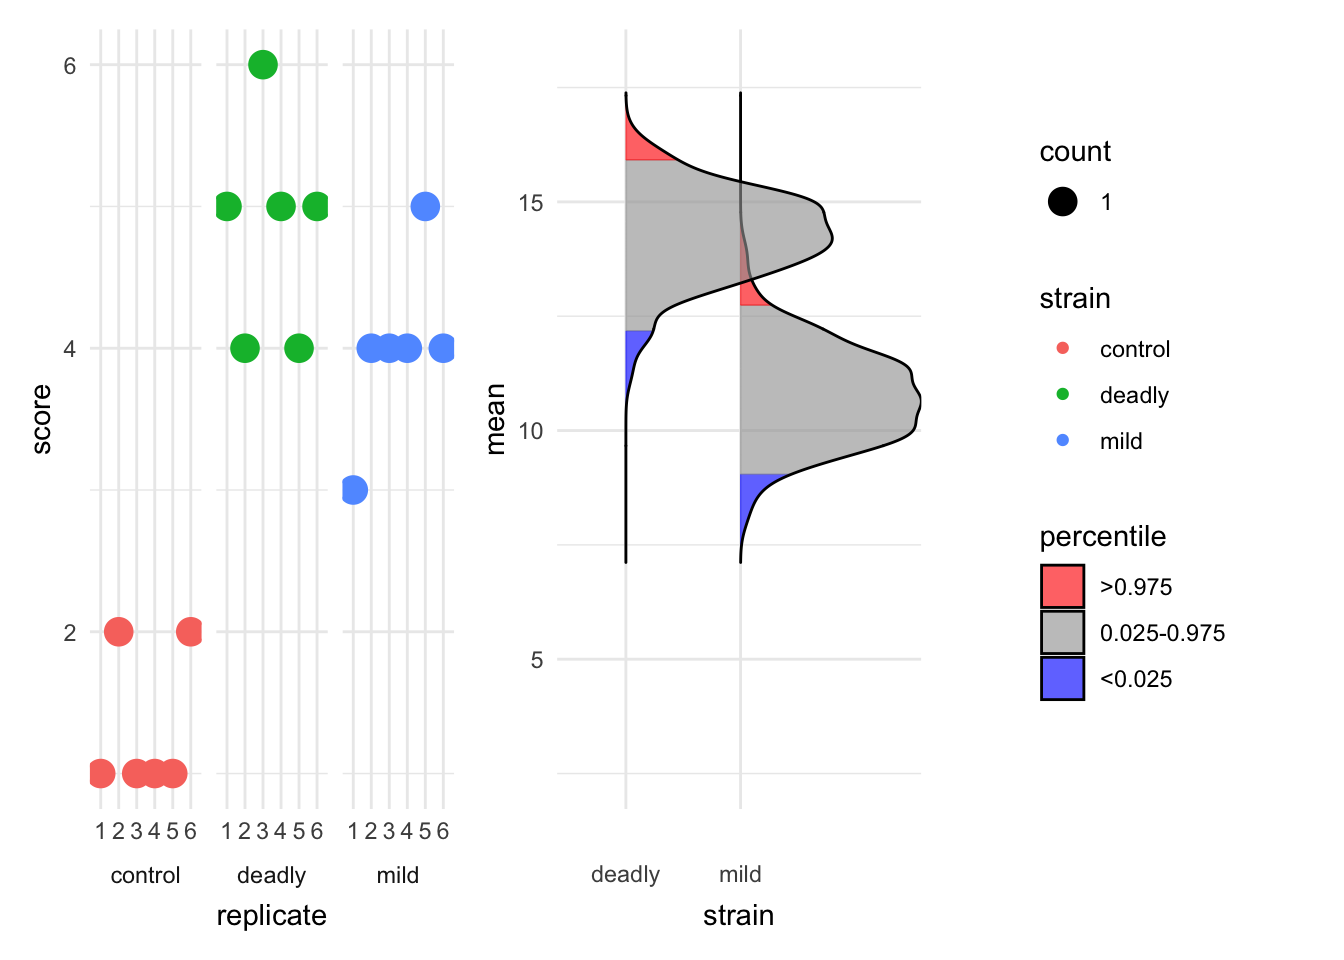 score
6
4
2
1 2 3 4 5 6
1 2 3 4 5 6
1 2 3 4 5 6
control
deadly
mild
replicate
mean
15
10
5
deadly
mild
strain
count
1
strain
control
deadly
mild
percentile
>0.975
0.025-0.975
<0.025